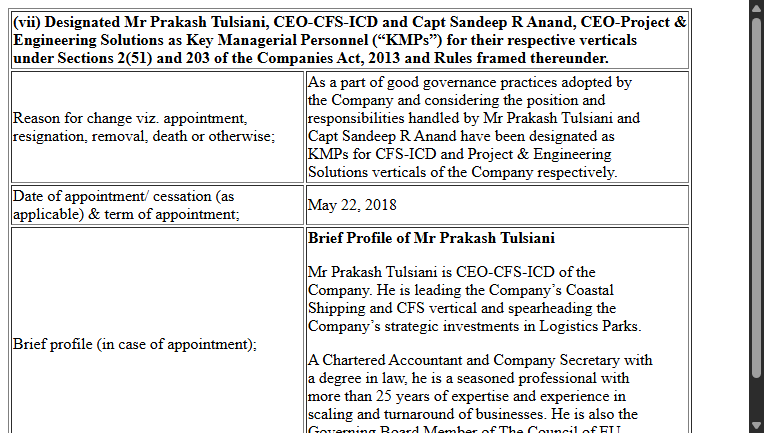 (vii) Designated Mr Prakash Tulsiani, CEO-CFS-ICD and Capt Sandeep R Anand, CEO-Project &
Engineering Solutions as Key Managerial Personnel (“KMPs”) for their respective verticals
under Sections 2(51) and 203 of the Companies Act, 2013 and Rules framed thereunder.
Reason for change viz. appointment,
resignation, removal, death or otherwise;
As a part of good governance practices adopted by
the Company and considering the position and
responsibilities handled by Mr Prakash Tulsiani and
Capt Sandeep R Anand have been designated as
KMPs for CFS-ICD and Project & Engineering
Solutions verticals of the Company respectively.
Date of appointment/ cessation (as
applicable) & term of appointment;
May 22, 2018
Brief profile (in case of appointment);
Brief Profile of Mr Prakash Tulsiani
Mr Prakash Tulsiani is CEO-CFS-ICD of the
Company. He is leading the Company’s Coastal
Shipping and CFS vertical and spearheading the
Company’s strategic investments in Logistics Parks.
A Chartered Accountant and Company Secretary with
a degree in law, he is a seasoned professional with
more than 25 years of expertise and experience in
scaling and turnaround of businesses. He is also the
Governing Board Member of The Council of EU